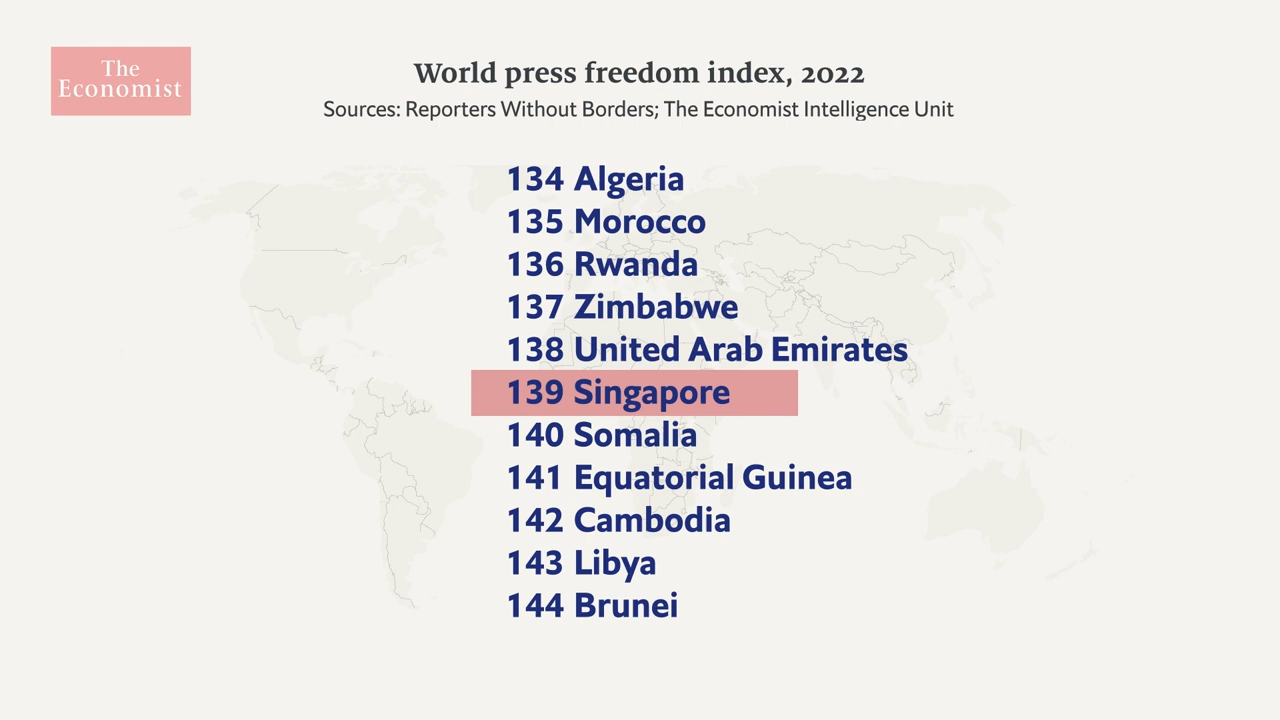 The
Economist
World press freedom index, 2022
Sources: Reporters Without Borders; The Economist Intelligence Unit
134 Algeria
135 Morocco
136 Rwanda
137 Zimbabwe
138 United Arab Emirates
139 Singapore
140 Somalia
141 Equatorial Guinea
142 Cambodia
143 Libya
144 Brunei